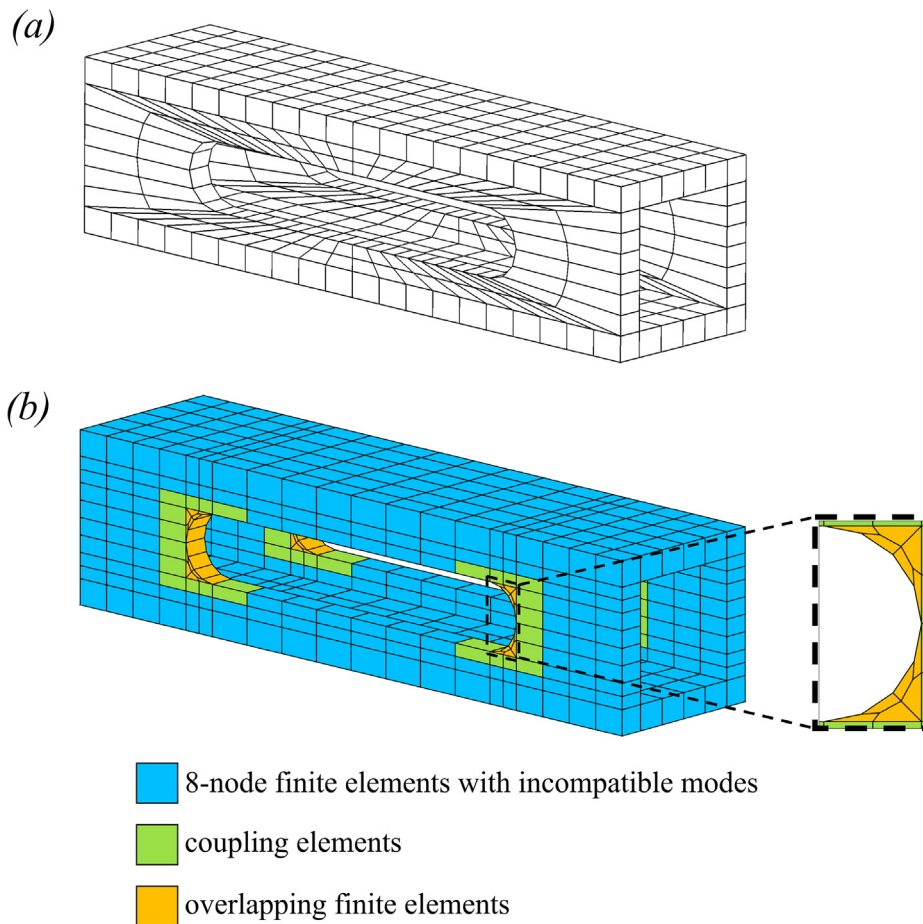 (a)
(b)
8-node finite elements with incompatible modes
coupling elements
overlapping finite elements